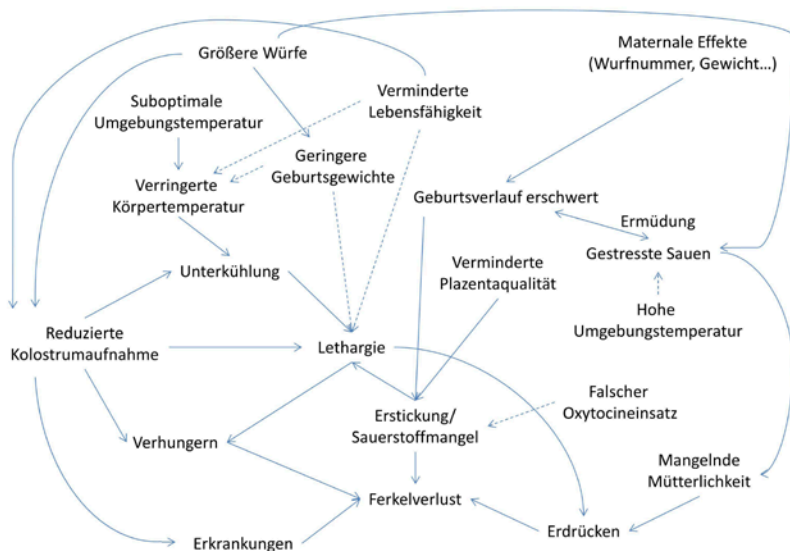 Größere Würfe
Maternale Effekte
(Wurfnummer, Gewicht...)
Verminderte
Lebensfähigkeit
Suboptimale
Umgebungstemperatur
Geringere
Geburtsgewichte
Verringerte
Körpertemperatur
Geburtsverlauf erschwert
Ermüdung
Gestresste Sauen
Unterkühlung
Verminderte
Plazentaqualität
Hohe
Umgebungstemperatur
Reduzierte
Kolostrumaufnahme
Lethargie
Falscher
Oxytocineinsatz
Erstickung/
Sauerstoffmangel
Verhungern
Mangelnde
Mütterlichkeit
Ferkelverlust
Erdrücken
Erkrankungen